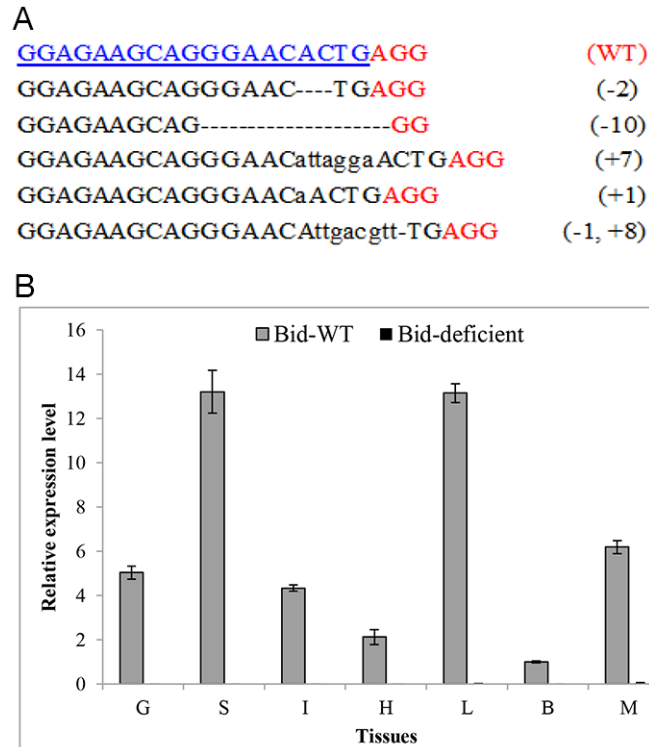 A
GGAGAAGCAGGGAACACTGAGG (WT)
GGAGAAGCAGGGAAC----TGAGG (-2)
GGAGAAGCAG--------------------GG (-10)
GGAGAAGCAGGGAACattaggaACTGAGG (+7)
GGAGAAGCAGGGAACaACTGAGG (+1)
GGAGAAGCAGGGAACAttgacgtt-TGAGG (-1, +8)
B
Bid-WT Bid-deficient
16
14
12
10
8
6
4
2
0
Relative expression level
G S I H L B M
Tissues